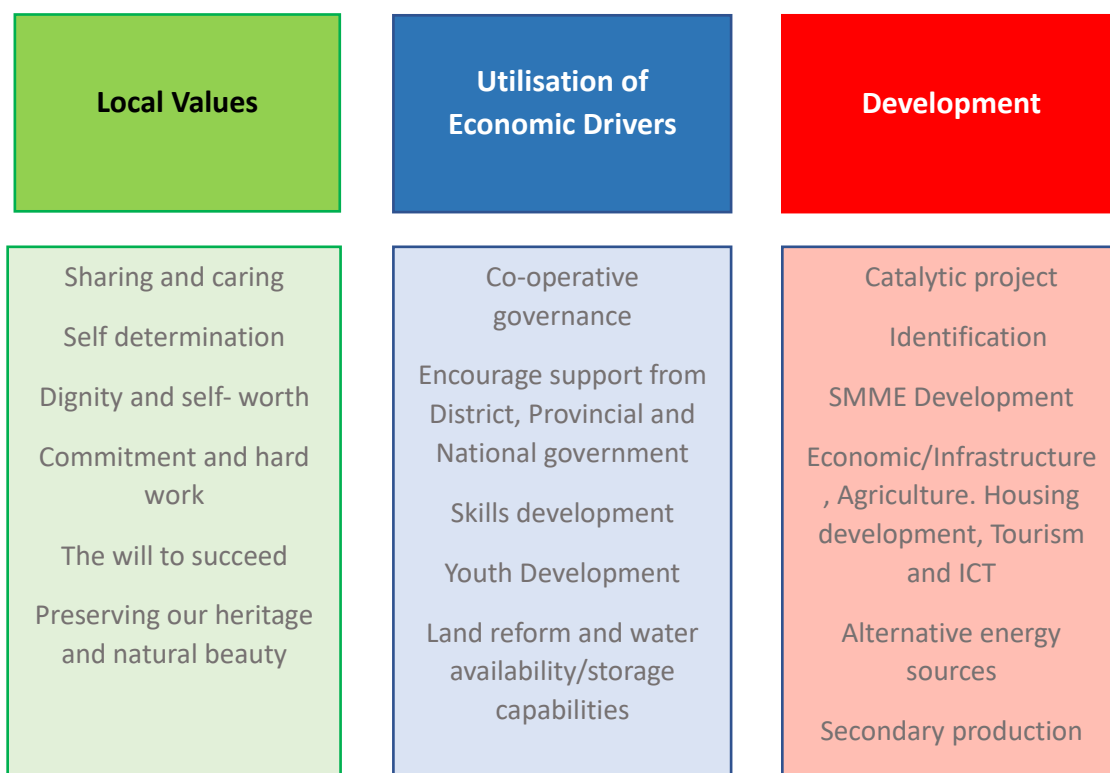 Local Values
Sharing and caring
Self determination
Dignity and self- worth
Commitment and hard
work
The will to succeed
Preserving our heritage
and natural beauty
Utilisation of
Economic Drivers
Co-operative
governance
Encourage support from
District, Provincial and
National government
Skills development
Youth Development
Land reform and water
availability/storage
capabilities
Development
Catalytic project
Identification
SMME Development
Economic/Infrastructure
, Agriculture. Housing
development, Tourism
and ICT
Alternative energy
sources
Secondary production